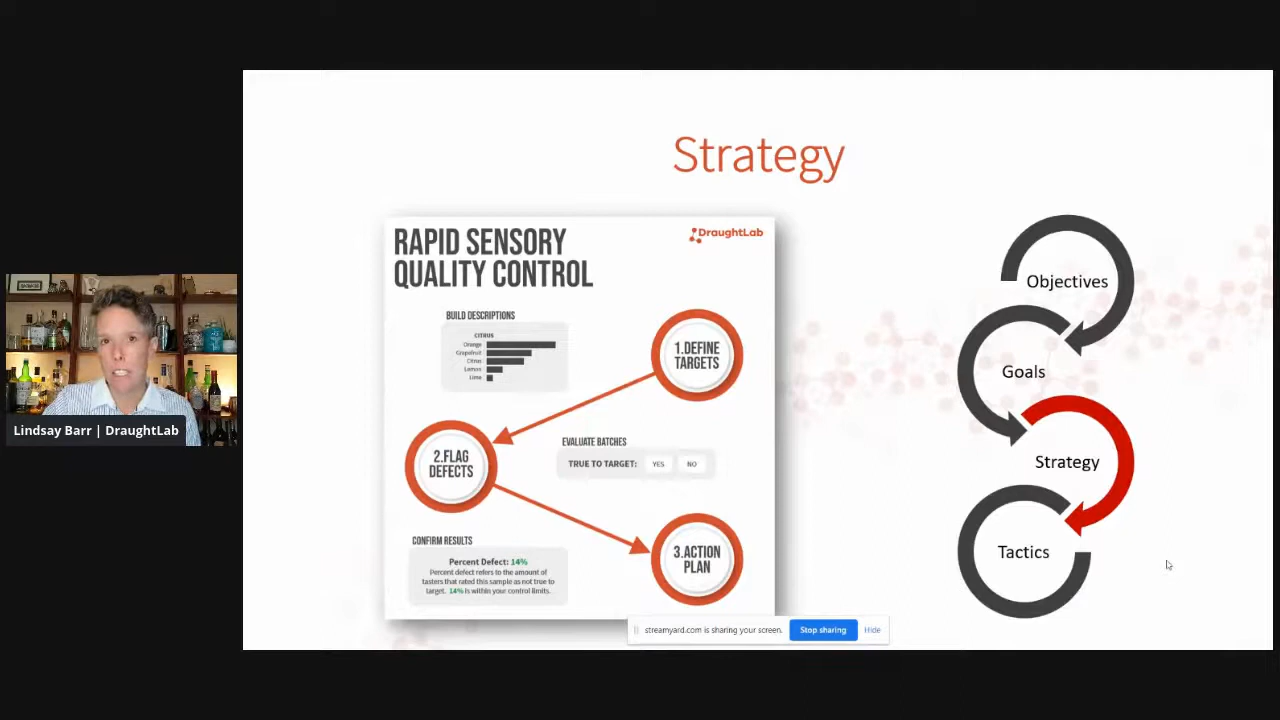 Strategy
RAPID SENSORY
QUALITY CONTROL
DraughtLab
BUILD DESCRIPTIONS
CITRUS
Orange
Grapefruit
Citrus
Lemon
Lime
1.DEFINE
TARGETS
2.FLAG
DEFECTS
EVALUATE BATCHES
TRUE TO TARGET: YES NO
CONFIRM RESULTS
Percent Defect: 14%
Percent defect refers to the amount of
tasters that rated this sample as not true to
target. 14% is within your control limits.
3.ACTION
PLAN
Objectives
Goals
Strategy
Tactics
Lindsay Barr | DraughtLab
streamyard.com is sharing your screen. Stop sharing Hide